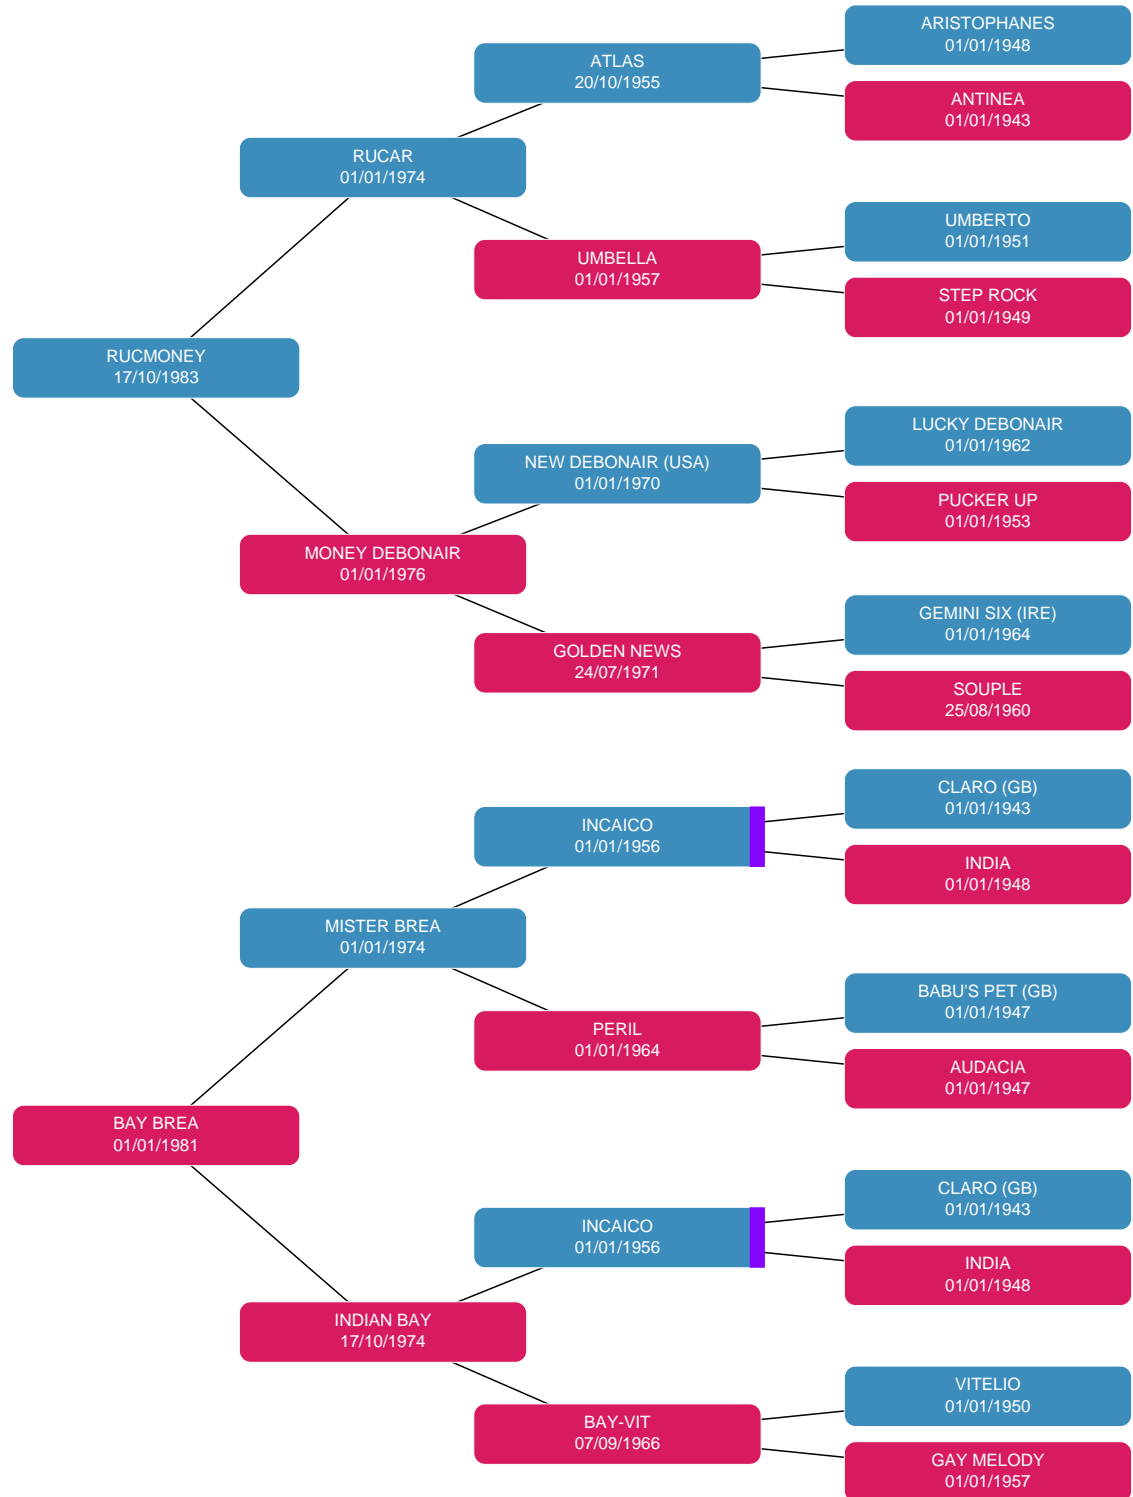 ARISTOPHANES
01/01/1948
ATLAS
20/10/1955
ANTINEA
01/01/1943
RUCAR
01/01/1974
UMBERTO
01/01/1951
UMBELLA
01/01/1957
STEP ROCK
01/01/1949
RUCMONEY
17/10/1983
LUCKY DEBONAIR
01/01/1962
NEW DEBONAIR (USA)
01/01/1970
PUCKER UP
01/01/1953
MONEY DEBONAIR
01/01/1976
GEMINI SIX (IRE)
01/01/1964
GOLDEN NEWS
24/07/1971
SOUPLE
25/08/1960
CLARO (GB)
01/01/1943
INCAICO
01/01/1956
INDIA
01/01/1948
MISTER BREA
01/01/1974
BABU'S PET (GB)
01/01/1947
PERIL
01/01/1964
AUDACIA
01/01/1947
BAY BREA
01/01/1981
CLARO (GB)
01/01/1943
INCAICO
01/01/1956
INDIA
01/01/1948
INDIAN BAY
17/10/1974
VITELIO
01/01/1950
BAY-VIT
07/09/1966
GAY MELODY
01/01/1957